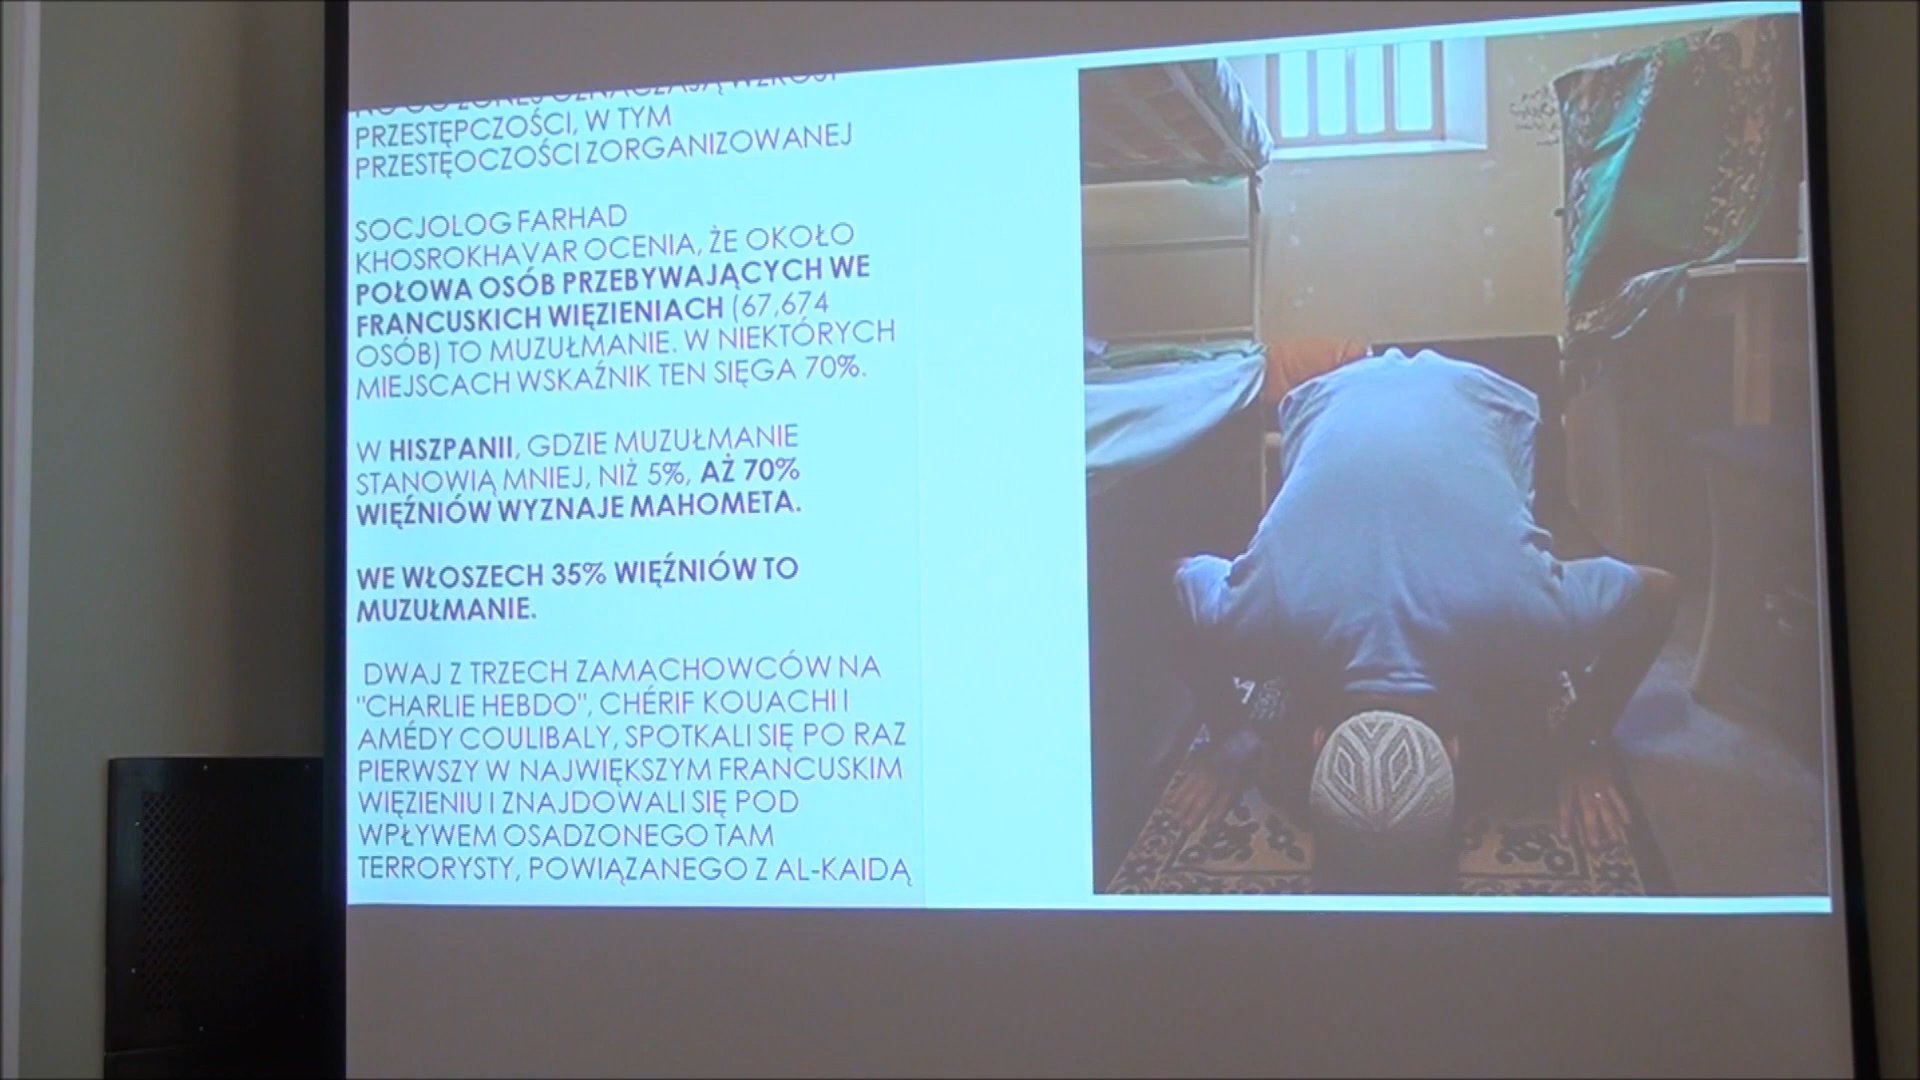 PRZESTĘPCZOŚCI, W TYM
PRZESTĘOCZOŚCI ZORGANIZOWANEJ
SOCJOLOG FARHAD
KHOSROKHAVAR OCENIA, ŻE OKOŁO
POŁOWA OSÓB PRZEBYWAJĄCYCH WE
FRANCUSKICH WIĘZIENIACH (67,674
OSÓB) TO MUZUŁMANIE. W NIEKTÓRYCH
MIEJSCACH WSKAŹNIK TEN SIĘGA 70%.
W HISZPANII, GDZIE MUZUŁMANIE
STANOWIĄ MNIEJ, NIŻ 5%, AŻ 70%
WIĘŹNIÓW WYZNAJE MAHOMETA.
WE WŁOSZECH 35% WIĘŹNIÓW TO
MUZUŁMANIE.
DWAJ Z TRZECH ZAMACHOWCÓW NA
"CHARLIE HEBDO", CHÉRIF KOUACHI I
AMÉDY COULIBALY, SPOTKALI SIĘ PO RAZ
PIERWSZY W NAJWIĘKSZYM FRANCUSKIM
WIĘZIENIU I ZNAJDOWALI SIĘ POD
WPŁYWEM OSADZONEGO TAM
TERRORYSTY, POWIĄZANEGO Z AL-KAIDĄ